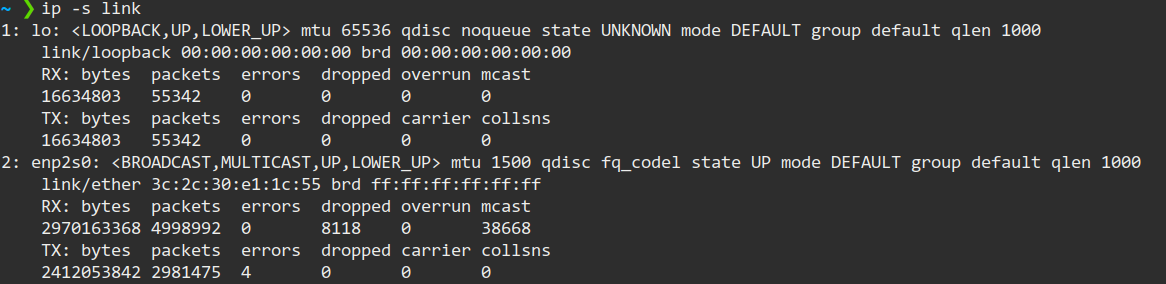 ~ ❯ ip -s link
1: lo: <LOOPBACK,UP,LOWER_UP> mtu 65536 qdisc noqueue state UNKNOWN mode DEFAULT group default qlen 1000
    link/loopback 00:00:00:00:00:00 brd 00:00:00:00:00:00
    RX: bytes  packets  errors  dropped overrun mcast
    16634803   55342    0       0       0       0
    TX: bytes  packets  errors  dropped carrier collsns
    16634803   55342    0       0       0       0
2: enp2s0: <BROADCAST,MULTICAST,UP,LOWER_UP> mtu 1500 qdisc fq_codel state UP mode DEFAULT group default qlen 1000
    link/ether 3c:2c:30:e1:1c:55 brd ff:ff:ff:ff:ff:ff
    RX: bytes  packets  errors  dropped overrun mcast
    2970163368 4998992  0       8118    0       38668
    TX: bytes  packets  errors  dropped carrier collsns
    2412053842 2981475  4       0       0       0